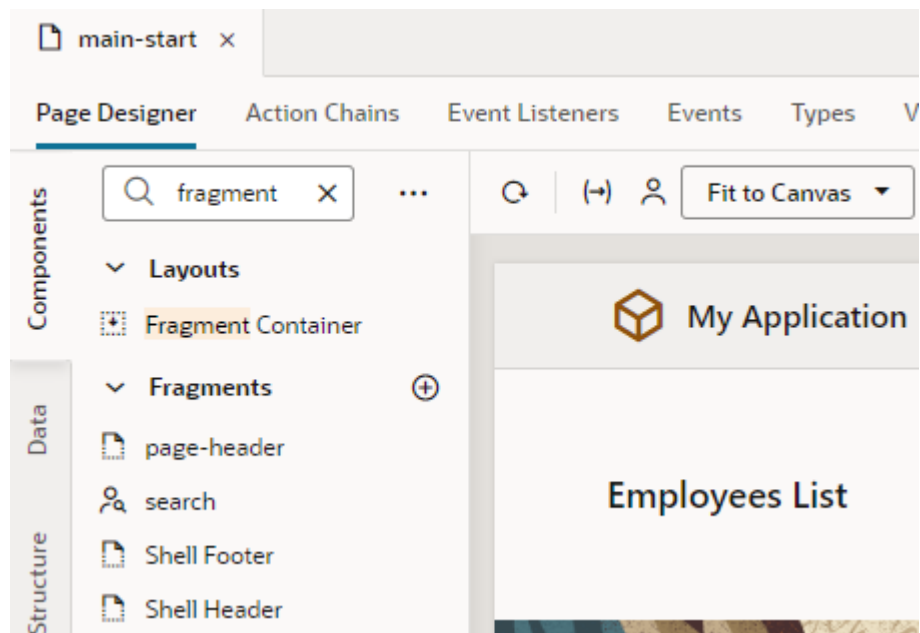 main-start
Page Designer Action Chains Event Listeners Events Types
Components
fragment
Fit to Canvas
Layouts
Fragment Container
My Application
Fragments
Data
page-header
search
Employees List
Structure
Shell Footer
Shell Header